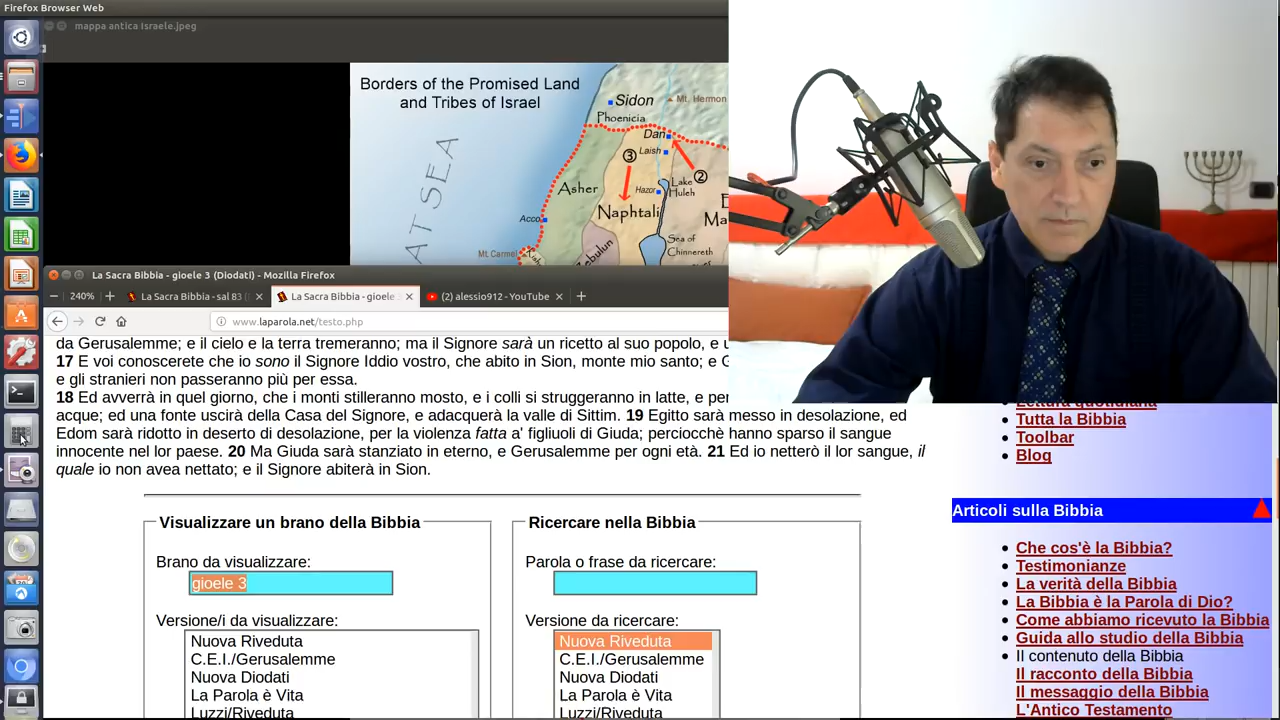 Firefox Browser Web
mappa antica Israele.jpeg
Borders of the Promised Land
and Tribes of Israel
Sidon
Mt. Hermon
Phoenicia
Dan
Laish
③
②
Asher
Hazor
Lake
Huleh
Naphtali
Acco
Sea of
Chinnereth
Mt. Carmel
La Sacra Bibbia - gioele 3 (Diodati) - Mozilla Firefox
240%
La Sacra Bibbia - sal 83 (
La Sacra Bibbia - gioele
(2) alessio912 - YouTube
www.laparola.net/testo.php
da Gerusalemme; e il cielo e la terra tremeranno; ma il Signore sarà un ricetto al suo popolo, e
17 E voi conoscerete che io sono il Signore Iddio vostro, che abito in Sion, monte mio santo; e
e gli stranieri non passeranno più per essa.
18 Ed avverrà in quel giorno, che i monti stilleranno mosto, e i colli si struggeranno in latte, e per
acque; ed una fonte uscirà della Casa del Signore, e adacquerà la valle di Sittim. 19 Egitto sarà messo in desolazione, ed
Edom sarà ridotto in deserto di desolazione, per la violenza fatta a' figliuoli di Giuda; perciocchè hanno sparso il sangue
innocente nel lor paese. 20 Ma Giuda sarà stanziato in eterno, e Gerusalemme per ogni età. 21 Ed io netterò il lor sangue, il
quale io non avea nettato; e il Signore abiterà in Sion.
Visualizzare un brano della Bibbia
Brano da visualizzare:
gioele 3
Versione/i da visualizzare:
Nuova Riveduta
C.E.I./Gerusalemme
Nuova Diodati
La Parola è Vita
Luzzi/Riveduta
Ricercare nella Bibbia
Parola o frase da ricercare:
Versione da ricercare:
Nuova Riveduta
C.E.I./Gerusalemme
Nuova Diodati
La Parola è Vita
Luzzi/Riveduta
Lettura quotidiana
Tutta la Bibbia
Toolbar
Blog
Articoli sulla Bibbia
Che cos'è la Bibbia?
Testimonianze
La verità della Bibbia
La Bibbia è la Parola di Dio?
Come abbiamo ricevuto la Bibbia
Guida allo studio della Bibbia
Il contenuto della Bibbia
Il racconto della Bibbia
Il messaggio della Bibbia
L'Antico Testamento